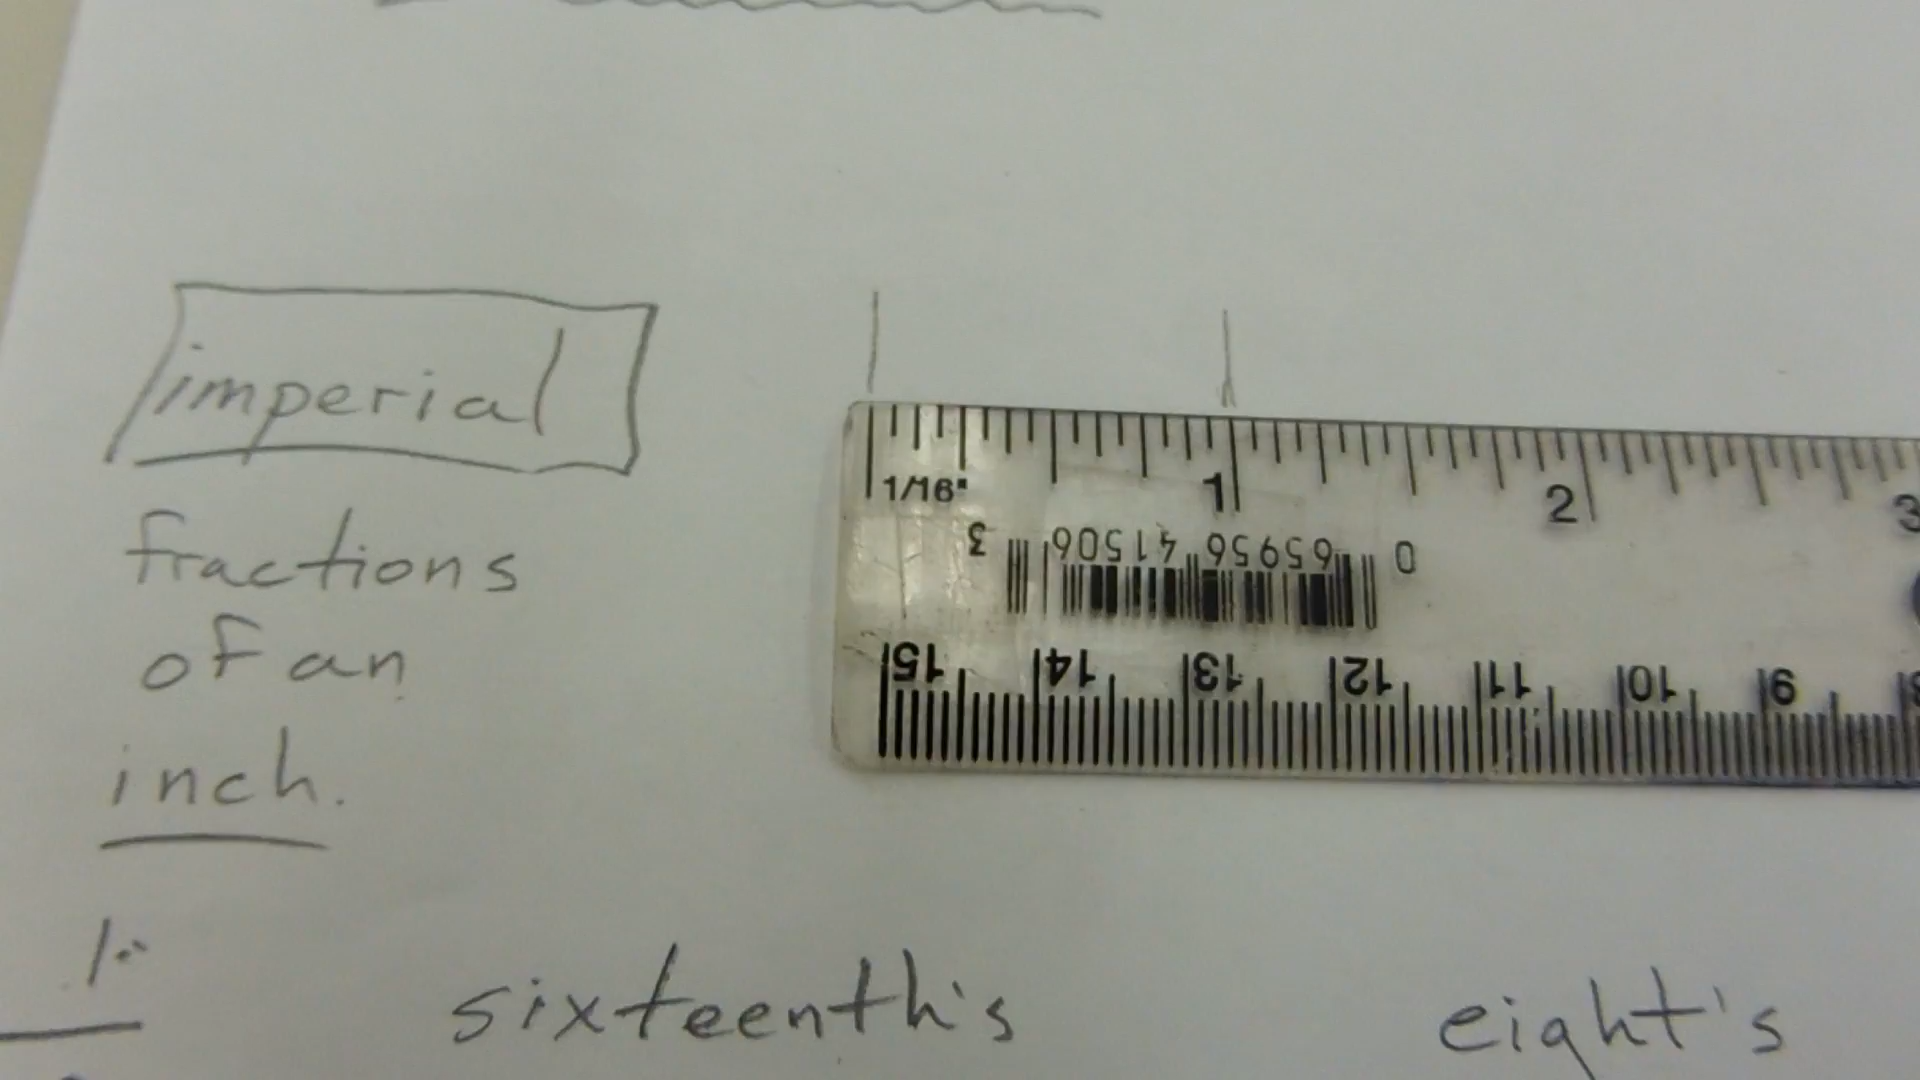 imperial
fractions
of an
inch.
1"
sixteenth's
eight's
1/16"
1
2
3
3 41506 65956 0
15 14 13 12 11 10 9